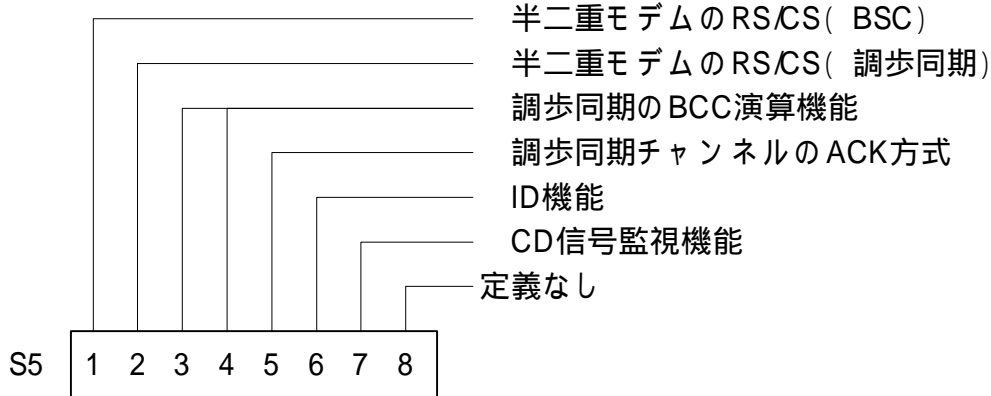 半二重モデムのRS/CS( BSC)
半二重モデムのRS/CS( 調歩同期)
調歩同期のBCC演算機能
調歩同期チャンネルのACK方式
ID機能
CD信号監視機能
定義なし
S5 1 2 3 4 5 6 7 8